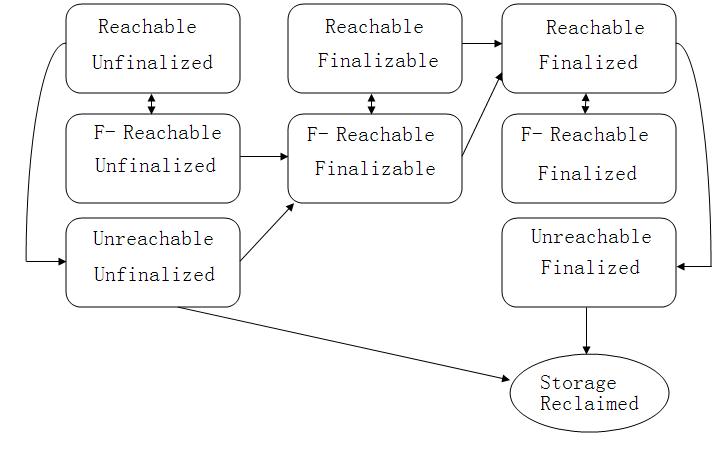 Reachable
Unfinalized
Reachable
Finalizable
Reachable
Finalized
F- Reachable
Unfinalized
F- Reachable
Finalizable
F- Reachable
Finalized
Unreachable
Unfinalized
Unreachable
Finalized
Storage
Reclaimed